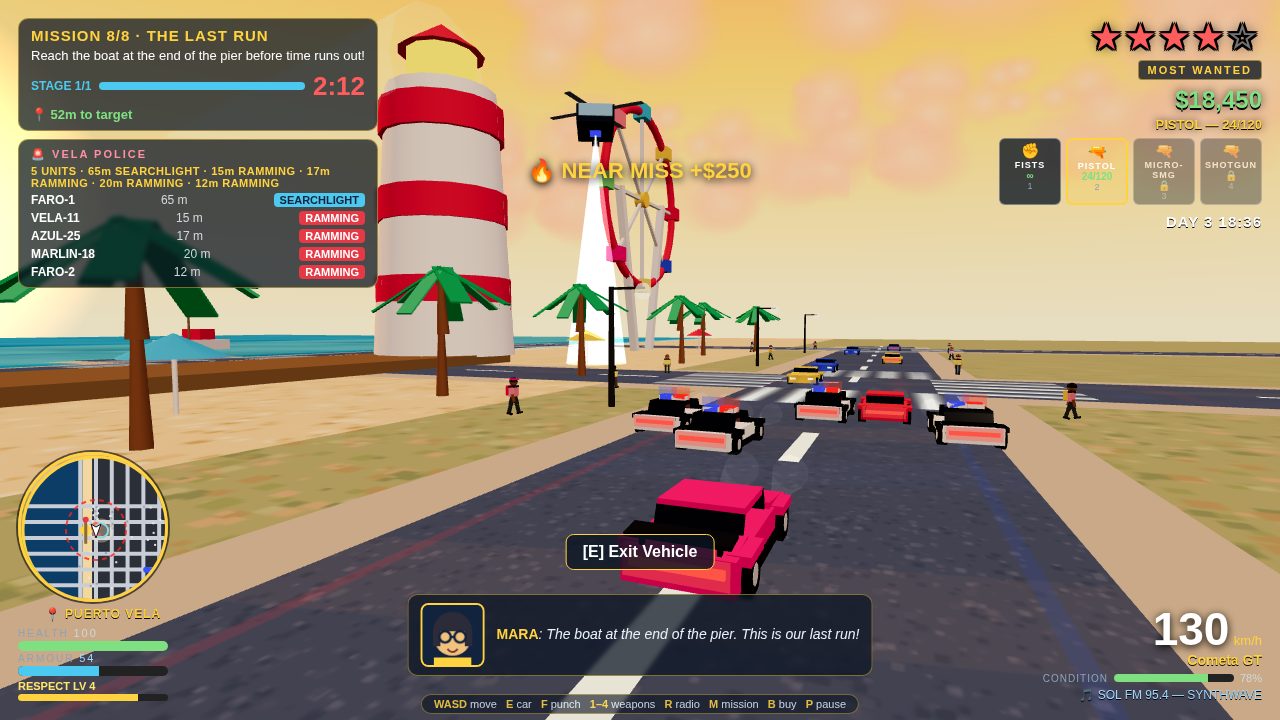 MISSION 8/8 · THE LAST RUN
Reach the boat at the end of the pier before time runs out!
STAGE 1/1 2:12
📍 52m to target
🚨 VELA POLICE
5 UNITS · 65m SEARCHLIGHT · 15m RAMMING · 17m
RAMMING · 20m RAMMING · 12m RAMMING
FARO-1 65 m SEARCHLIGHT
VELA-11 15 m RAMMING
AZUL-25 17 m RAMMING
MARLIN-18 20 m RAMMING
FARO-2 12 m RAMMING
🔥 NEAR MISS +$250
MOST WANTED
$18,450
PISTOL — 24/120
FISTS
∞
1
PISTOL
24/120
2
MICRO-
SMG
3
SHOTGUN
4
DAY 3 18:36
[E] Exit Vehicle
MARA: The boat at the end of the pier. This is our last run!
📍 PUERTO VELA
HEALTH 100
ARMOUR 54
RESPECT LV 4
130 km/h
Cometa GT
CONDITION 78%
🎵 SOL FM 95.4 — SYNTHWAVE
WASD move E car F punch 1–4 weapons R radio M mission B buy P pause